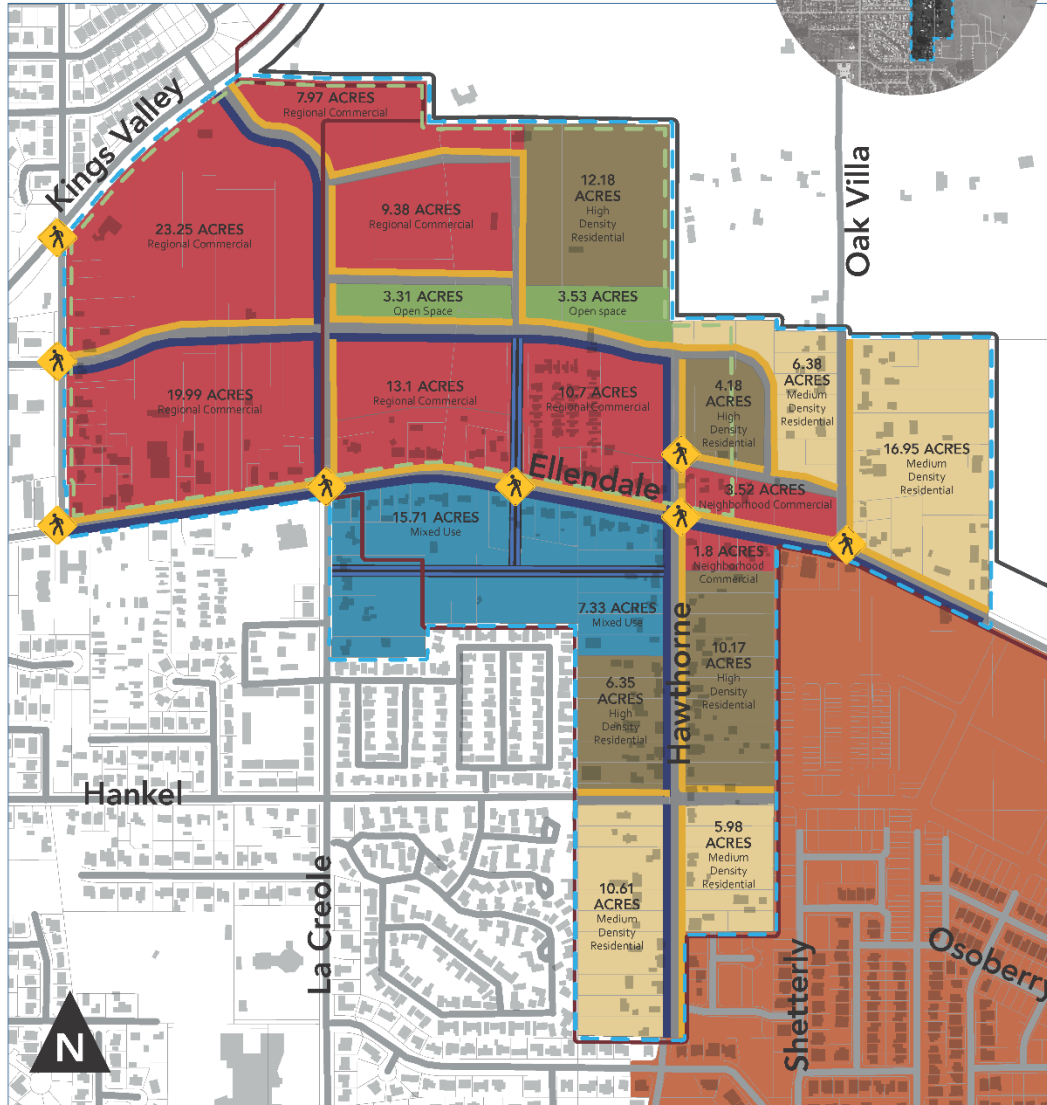 Kings Valley
7.97 ACRES
Regional Commercial
Oak Villa
12.18
ACRES
High
Density
Residential
9.38 ACRES
Regional Commercial
23.25 ACRES
Regional Commercial
3.31 ACRES
Open Space
3.53 ACRES
Open space
6.38
ACRES
Medium
Density
Residential
4.18
ACRES
High
Density
Residential
19.99 ACRES
Regional Commercial
13.1 ACRES
Regional Commercial
10.7 ACRES
Regional Commercial
16.95 ACRES
Medium
Density
Residential
Ellendale
3.52 ACRES
Neighborhood Commercial
15.71 ACRES
Mixed Use
1.8 ACRES
Neighborhood
Commercial
7.33 ACRES
Mixed Use
Hawthorne
10.17
ACRES
High
Density
Residential
6.35
ACRES
High
Density
Residential
Hankel
5.98
ACRES
Medium
Density
Residential
10.61
ACRES
Medium
Density
Residential
La Creole
Shetterly
Osoberry
N